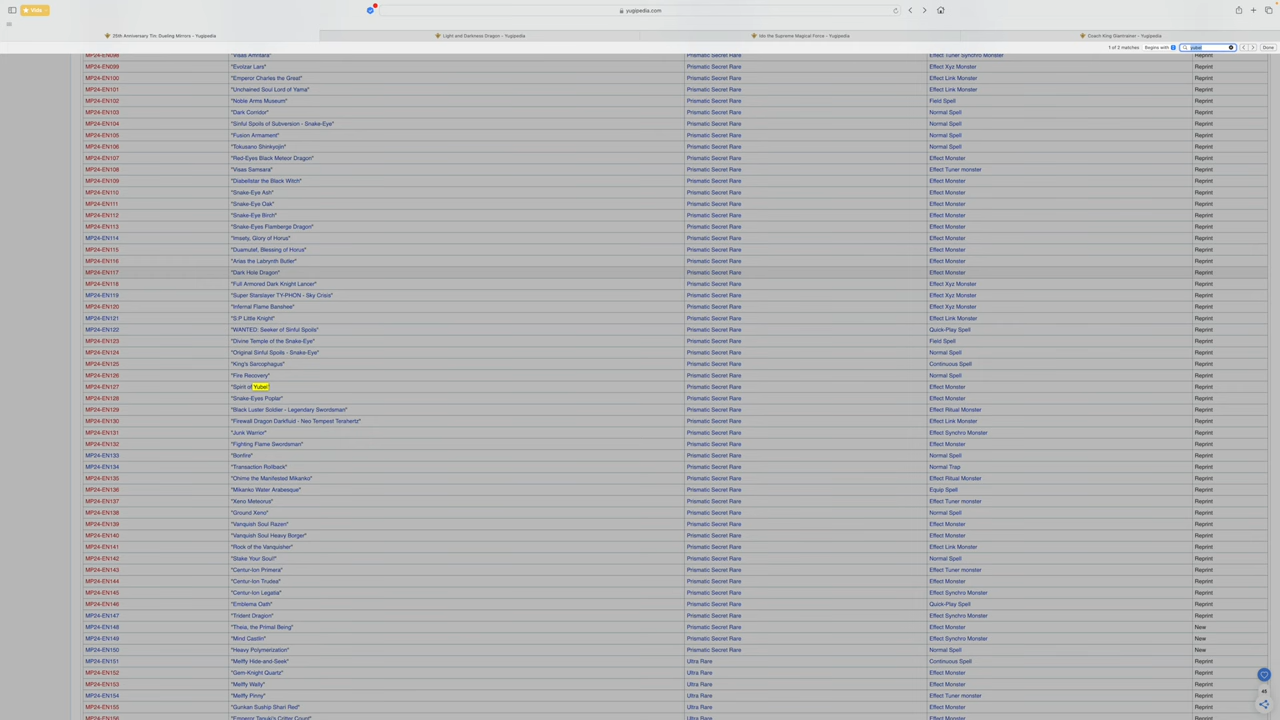 Vide
yugipedia.com
25th Anniversary Tin: Dueling Mirrors - Yugipedia
Light and Darkness Dragon - Yugipedia
Ido the Supreme Magical Force - Yugipedia
Coach King Giantrainer - Yugipedia
1 of 2 matches Begins with yubel Done
MP24-EN098 "Visas Amritara" Prismatic Secret Rare Effect Tuner Synchro Monster Reprint
MP24-EN099 "Evolzar Lars" Prismatic Secret Rare Effect Xyz Monster Reprint
MP24-EN100 "Emperor Charles the Great" Prismatic Secret Rare Effect Link Monster Reprint
MP24-EN101 "Unchained Soul Lord of Yama" Prismatic Secret Rare Effect Link Monster Reprint
MP24-EN102 "Noble Arms Museum" Prismatic Secret Rare Field Spell Reprint
MP24-EN103 "Dark Corridor" Prismatic Secret Rare Normal Spell Reprint
MP24-EN104 "Sinful Spoils of Subversion - Snake-Eye" Prismatic Secret Rare Normal Spell Reprint
MP24-EN105 "Fusion Armament" Prismatic Secret Rare Normal Spell Reprint
MP24-EN106 "Tokusano Shinkyojin" Prismatic Secret Rare Normal Spell Reprint
MP24-EN107 "Red-Eyes Black Meteor Dragon" Prismatic Secret Rare Effect Monster Reprint
MP24-EN108 "Visas Samsara" Prismatic Secret Rare Effect Tuner monster Reprint
MP24-EN109 "Diabellstar the Black Witch" Prismatic Secret Rare Effect Monster Reprint
MP24-EN110 "Snake-Eye Ash" Prismatic Secret Rare Effect Monster Reprint
MP24-EN111 "Snake-Eye Oak" Prismatic Secret Rare Effect Monster Reprint
MP24-EN112 "Snake-Eye Birch" Prismatic Secret Rare Effect Monster Reprint
MP24-EN113 "Snake-Eyes Flamberge Dragon" Prismatic Secret Rare Effect Monster Reprint
MP24-EN114 "Imsety, Glory of Horus" Prismatic Secret Rare Effect Monster Reprint
MP24-EN115 "Duamutef, Blessing of Horus" Prismatic Secret Rare Effect Monster Reprint
MP24-EN116 "Arias the Labrynth Butler" Prismatic Secret Rare Effect Monster Reprint
MP24-EN117 "Dark Hole Dragon" Prismatic Secret Rare Effect Monster Reprint
MP24-EN118 "Full Armored Dark Knight Lancer" Prismatic Secret Rare Effect Xyz Monster Reprint
MP24-EN119 "Super Starslayer TY-PHON - Sky Crisis" Prismatic Secret Rare Effect Xyz Monster Reprint
MP24-EN120 "Infernal Flame Banshee" Prismatic Secret Rare Effect Xyz Monster Reprint
MP24-EN121 "S:P Little Knight" Prismatic Secret Rare Effect Link Monster Reprint
MP24-EN122 "WANTED: Seeker of Sinful Spoils" Prismatic Secret Rare Quick-Play Spell Reprint
MP24-EN123 "Divine Temple of the Snake-Eye" Prismatic Secret Rare Field Spell Reprint
MP24-EN124 "Original Sinful Spoils - Snake-Eye" Prismatic Secret Rare Normal Spell Reprint
MP24-EN125 "King's Sarcophagus" Prismatic Secret Rare Continuous Spell Reprint
MP24-EN126 "Fire Recovery" Prismatic Secret Rare Normal Spell Reprint
MP24-EN127 "Spirit of Yubel" Prismatic Secret Rare Effect Monster Reprint
MP24-EN128 "Snake-Eyes Poplar" Prismatic Secret Rare Effect Monster Reprint
MP24-EN129 "Black Luster Soldier - Legendary Swordsman" Prismatic Secret Rare Effect Ritual Monster Reprint
MP24-EN130 "Firewall Dragon Darkfluid - Neo Tempest Terahertz" Prismatic Secret Rare Effect Link Monster Reprint
MP24-EN131 "Junk Warrior" Prismatic Secret Rare Effect Synchro Monster Reprint
MP24-EN132 "Fighting Flame Swordsman" Prismatic Secret Rare Effect Monster Reprint
MP24-EN133 "Bonfire" Prismatic Secret Rare Normal Spell Reprint
MP24-EN134 "Transaction Rollback" Prismatic Secret Rare Normal Trap Reprint
MP24-EN135 "Ohime the Manifested Mikanko" Prismatic Secret Rare Effect Ritual Monster Reprint
MP24-EN136 "Mikanko Water Arabesque" Prismatic Secret Rare Equip Spell Reprint
MP24-EN137 "Xeno Meteorus" Prismatic Secret Rare Effect Tuner monster Reprint
MP24-EN138 "Ground Xeno" Prismatic Secret Rare Normal Spell Reprint
MP24-EN139 "Vanquish Soul Razen" Prismatic Secret Rare Effect Monster Reprint
MP24-EN140 "Vanquish Soul Heavy Borger" Prismatic Secret Rare Effect Monster Reprint
MP24-EN141 "Rock of the Vanquisher" Prismatic Secret Rare Effect Link Monster Reprint
MP24-EN142 "Stake Your Soul!" Prismatic Secret Rare Normal Spell Reprint
MP24-EN143 "Centur-Ion Primera" Prismatic Secret Rare Effect Tuner monster Reprint
MP24-EN144 "Centur-Ion Trudea" Prismatic Secret Rare Effect Monster Reprint
MP24-EN145 "Centur-Ion Legatia" Prismatic Secret Rare Effect Synchro Monster Reprint
MP24-EN146 "Emblema Oath" Prismatic Secret Rare Quick-Play Spell Reprint
MP24-EN147 "Trident Dragion" Prismatic Secret Rare Effect Synchro Monster Reprint
MP24-EN148 "Theia, the Primal Being" Prismatic Secret Rare Effect Monster New
MP24-EN149 "Mind Castlin" Prismatic Secret Rare Effect Synchro Monster New
MP24-EN150 "Heavy Polymerization" Prismatic Secret Rare Normal Spell New
MP24-EN151 "Melffy Hide-and-Seek" Ultra Rare Continuous Spell Reprint
MP24-EN152 "Gem-Knight Quartz" Ultra Rare Effect Monster Reprint
MP24-EN153 "Melffy Wally" Ultra Rare Effect Monster Reprint
MP24-EN154 "Melffy Pinny" Ultra Rare Effect Tuner monster Reprint
MP24-EN155 "Gunkan Suship Shari Red" Ultra Rare Effect Monster Reprint
MP24-EN156 "Emperor Tanuki's Critter Count" Ultra Rare Effect Monster Reprint
48